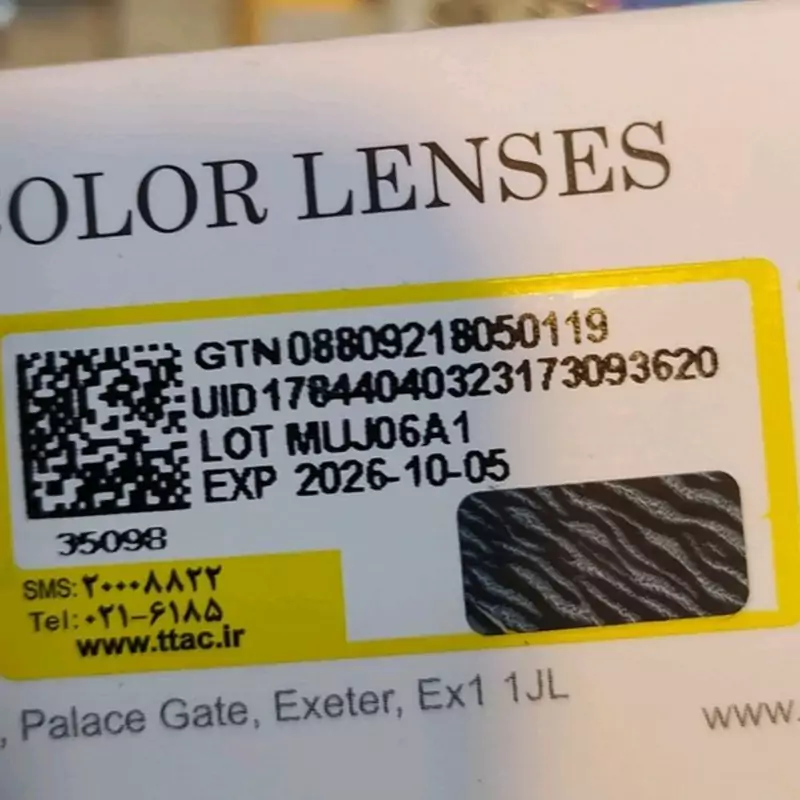 OLOR LENSES
GTN 08809218050119
UID 17844040323173093620
LOT MUJ06A1
EXP 2026-10-05
35098
SMS: ۲۰۰۰۸۸۲۲
Tel: ۰۲۱-۶۱۸۵
www.ttac.ir
, Palace Gate, Exeter, Ex1 1JL
www.